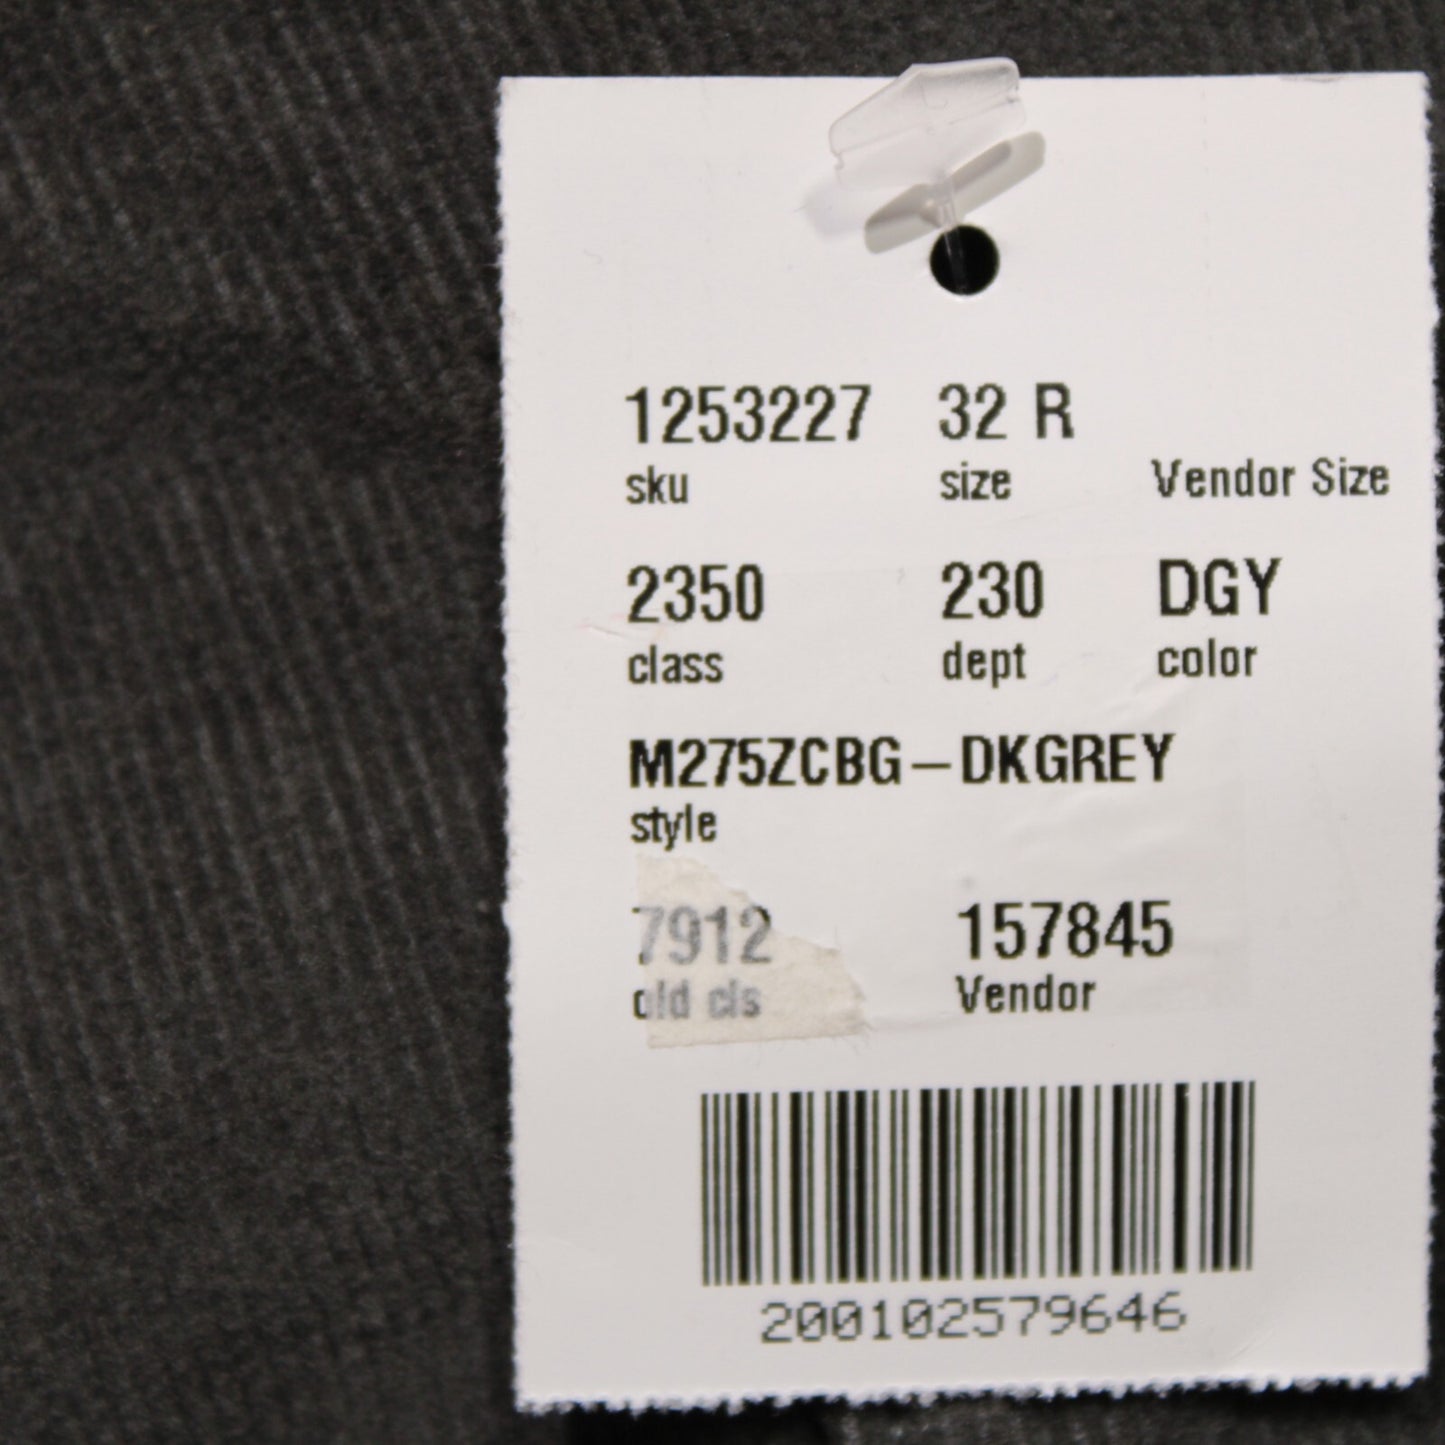 1253227 32 R
sku size Vendor Size
2350 230 DGY
class dept color
M275ZCBG-DKGREY
style
7912 157845
old cls Vendor
200102579646